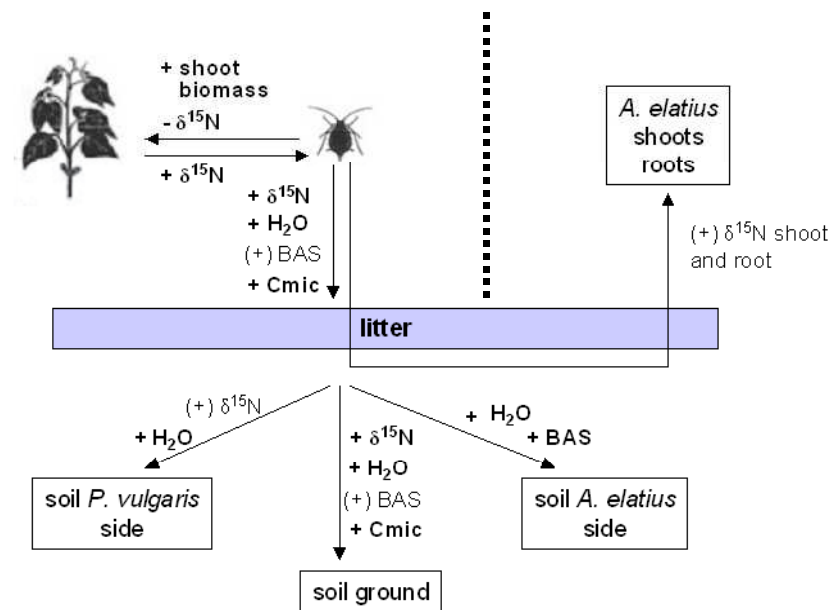 + shoot
biomass
- δ¹⁵N
+ δ¹⁵N
+ δ¹⁵N
+ H₂O
(+) BAS
+ Cmic
A. elatius
shoots
roots
(+) δ¹⁵N shoot
and root
litter
(+) δ¹⁵N
+ H₂O
+ δ¹⁵N
+ H₂O
(+) BAS
+ Cmic
+ H₂O
+ BAS
soil P. vulgaris
side
soil A. elatius
side
soil ground